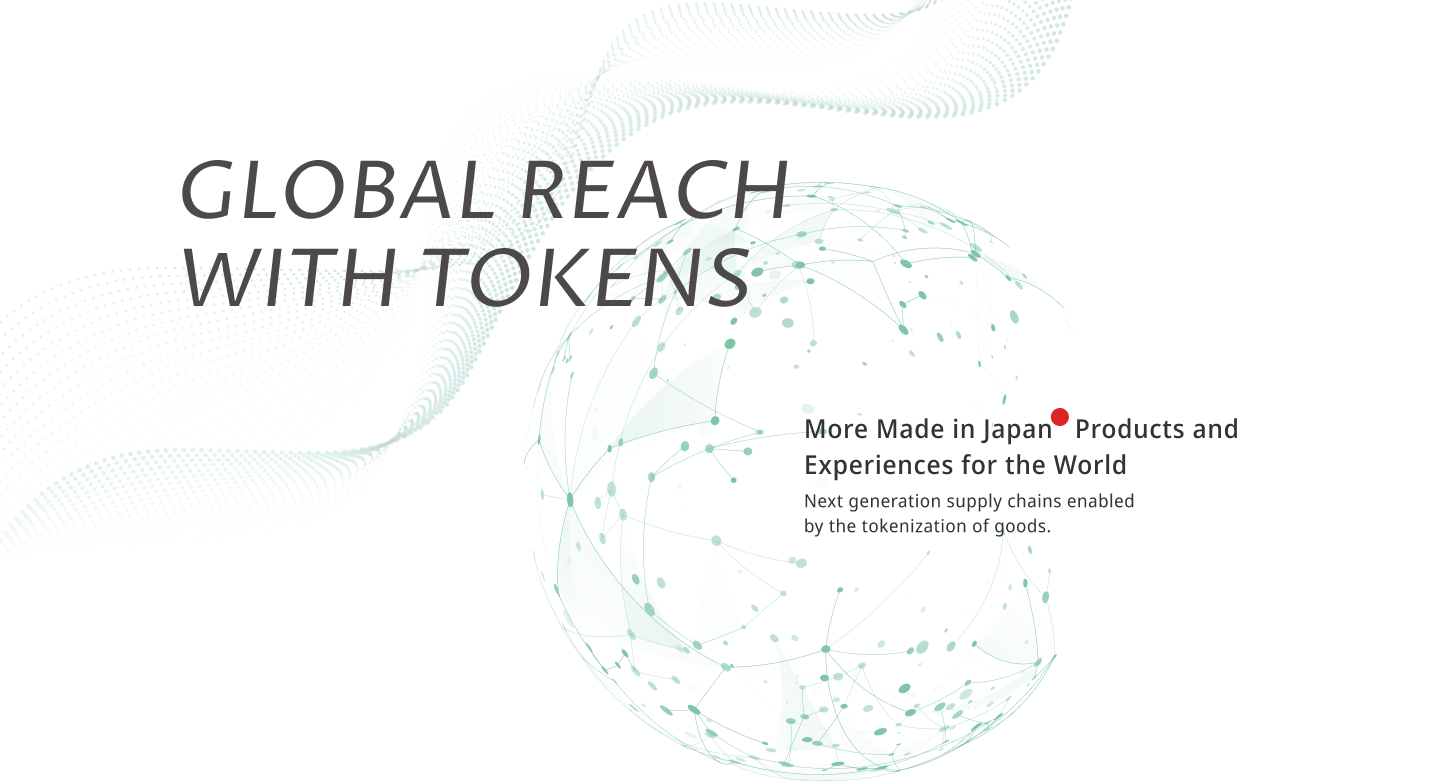 GLOBAL REACH
WITH TOKENS
More Made in Japan Products and
Experiences for the World
Next generation supply chains enabled
by the tokenization of goods.